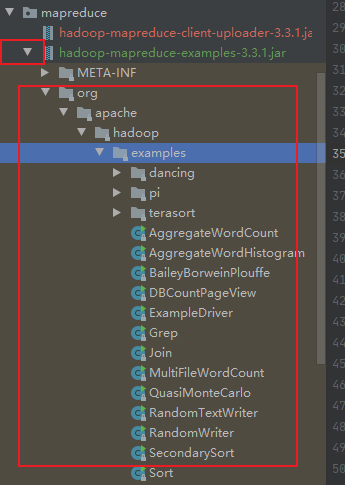 mapreduce
28
hadoop-mapreduce-client-uploader-3.3.1.ja
29
hadoop-mapreduce-examples-3.3.1.jar
30
META-INF
31
org
32
apache
33
hadoop
34
examples
35
dancing
36
pi
37
terasort
38
AggregateWordCount
39
AggregateWordHistogram
40
BaileyBorweinPlouffe
41
DBCountPageView
42
ExampleDriver
43
Grep
44
Join
45
MultiFileWordCount
46
QuasiMonteCarlo
47
RandomTextWriter
48
RandomWriter
49
SecondarySort
50
Sort